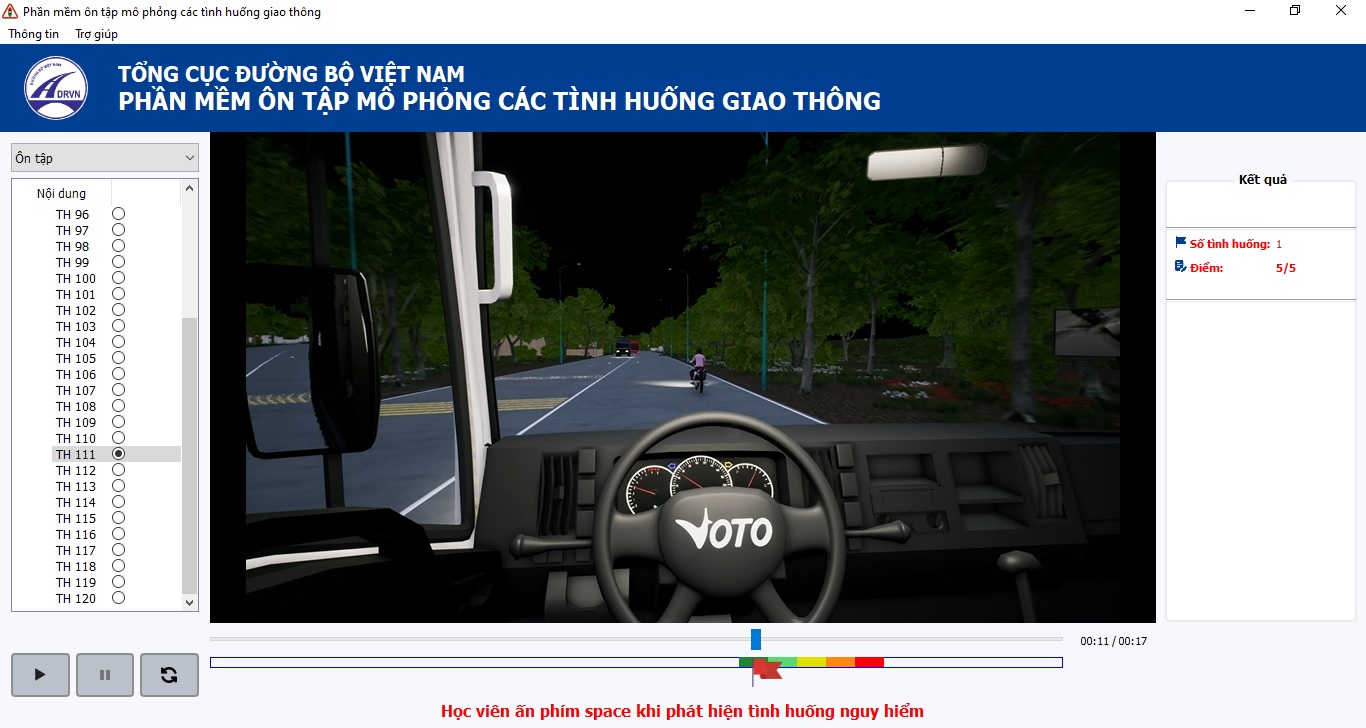 Phần mềm ôn tập mô phỏng các tình huống giao thông
Thông tin Trợ giúp
ĐƯỜNG BỘ VIỆT NAM
DRVN
TỔNG CỤC ĐƯỜNG BỘ VIỆT NAM
PHẦN MỀM ÔN TẬP MÔ PHỎNG CÁC TÌNH HUỐNG GIAO THÔNG
Ôn tập
Nội dung
TH 96
TH 97
TH 98
TH 99
TH 100
TH 101
TH 102
TH 103
TH 104
TH 105
TH 106
TH 107
TH 108
TH 109
TH 110
TH 111
TH 112
TH 113
TH 114
TH 115
TH 116
TH 117
TH 118
TH 119
TH 120
VOTO
Kết quả
Số tình huống: 1
Điểm: 5/5
00:11 / 00:17
Học viên ấn phím space khi phát hiện tình huống nguy hiểm